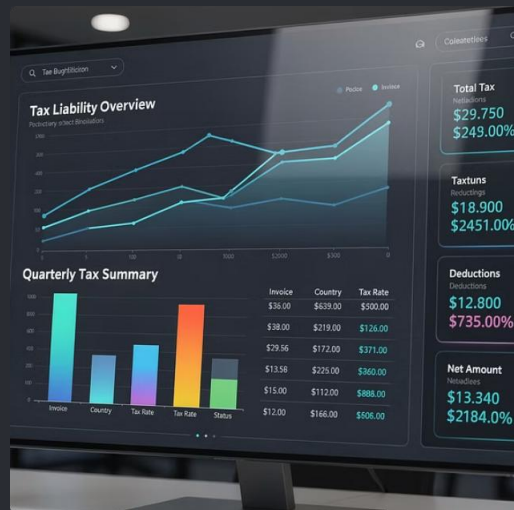 Tax Liability Overview
Invoice
Quarterly Tax Summary
Invoice Country Tax Rate
$36.00 $639.00 $500.00
$38.00 $219.00 $126.00
$29.56 $172.00 $371.00
$13.56 $225.00 $360.00
$15.00 $112.00 $888.00
$12.00 $166.00 $506.00
Invoice Country Tax Rate Tax Rate Status
Total Tax
$29.750
$249.00%
Taxtuns
$18.900
$2451.00%
Deductions
Deductions
$12.800
$735.00%
Net Amount
$13.340
$2184.0%